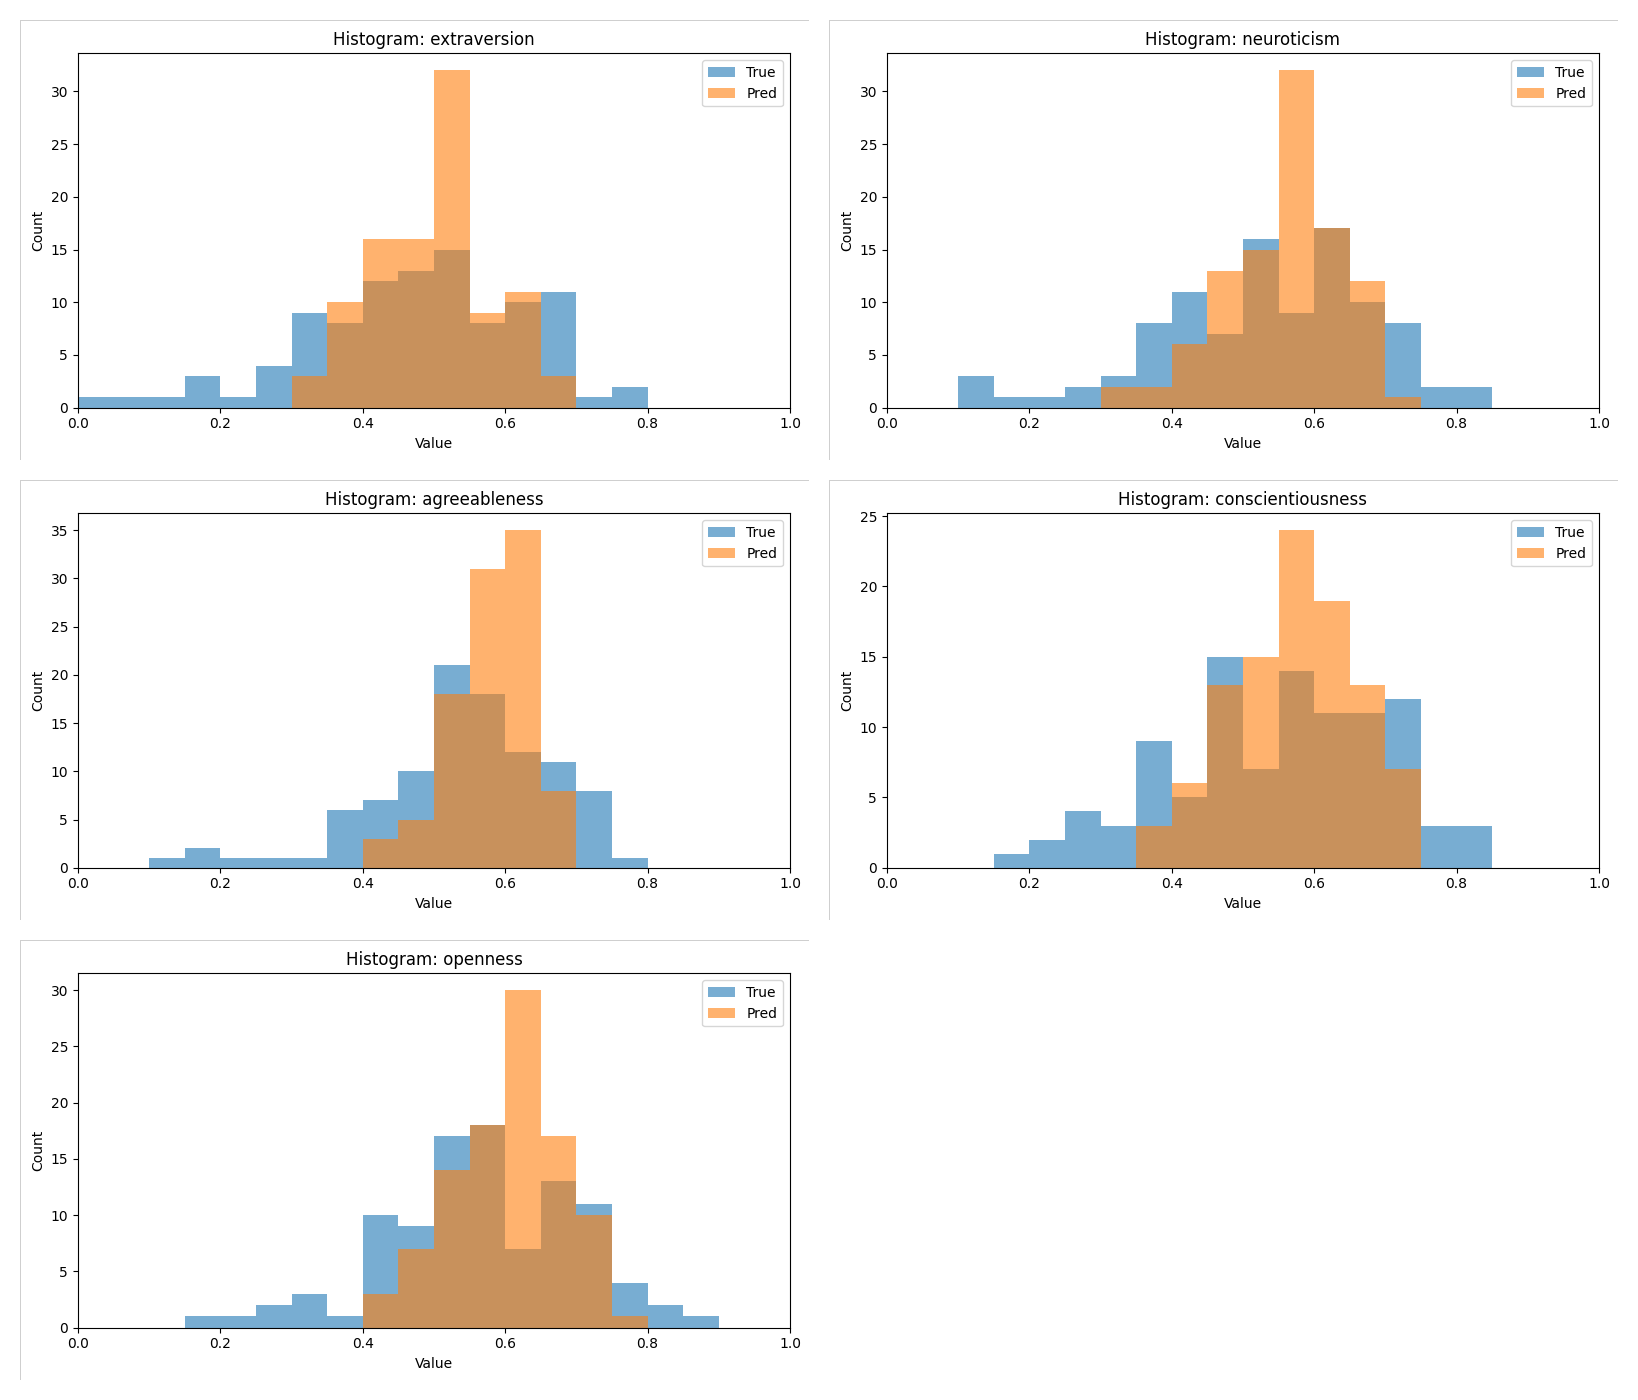 Histogram: extraversion
True
Pred
Count
30
25
20
15
10
5
0
0.0 0.2 0.4 0.6 0.8 1.0
Value
Histogram: neuroticism
True
Pred
Count
30
25
20
15
10
5
0
0.0 0.2 0.4 0.6 0.8 1.0
Value
Histogram: agreeableness
True
Pred
Count
35
30
25
20
15
10
5
0
0.0 0.2 0.4 0.6 0.8 1.0
Value
Histogram: conscientiousness
True
Pred
Count
25
20
15
10
5
0
0.0 0.2 0.4 0.6 0.8 1.0
Value
Histogram: openness
True
Pred
Count
30
25
20
15
10
5
0
0.0 0.2 0.4 0.6 0.8 1.0
Value